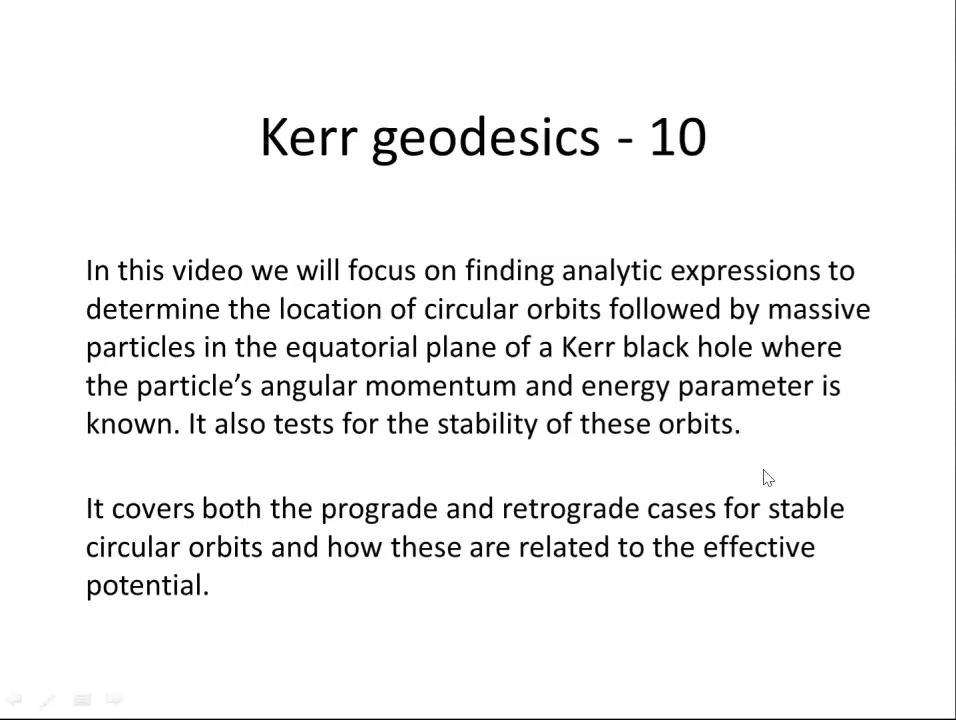 Kerr geodesics - 10
In this video we will focus on finding analytic expressions to
determine the location of circular orbits followed by massive
particles in the equatorial plane of a Kerr black hole where
the particle’s angular momentum and energy parameter is
known. It also tests for the stability of these orbits.
It covers both the prograde and retrograde cases for stable
circular orbits and how these are related to the effective
potential.